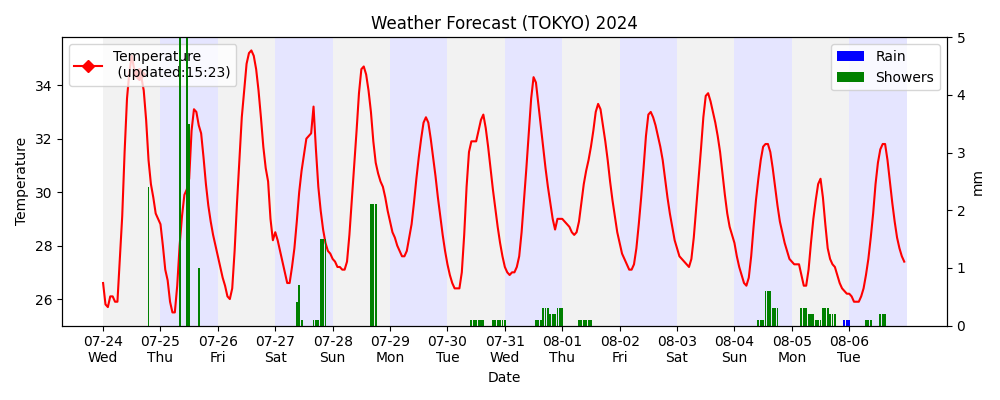 Weather Forecast (TOKYO) 2024
Temperature
(updated:15:23)
Rain
Showers
Temperature
34
32
30
28
26
5
4
3
2
1
0
mm
07-24 07-25 07-26 07-27 07-28 07-29 07-30 07-31 08-01 08-02 08-03 08-04 08-05 08-06
Wed Thu Fri Sat Sun Mon Tue Wed Thu Fri Sat Sun Mon Tue
Date